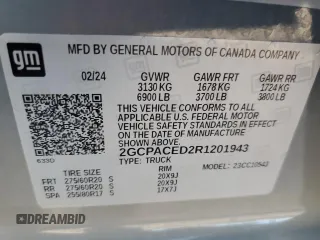 gm
MFD BY GENERAL MOTORS OF CANADA COMPANY
02/24 GVWR GAWR FRT GAWR RR
3130 KG 1678 KG 1724 KG
6900 LB 3700 LB 3800 LB
THIS VEHICLE CONFORMS TO ALL APPLICABLE
U.S. FEDERAL MOTOR VEHICLE SAFETY
STANDARDS IN EFFECT ON THE DATE OF
MANUFACTURE SHOWN ABOVE.
2GCPACED2R1201943
TYPE: TRUCK
TIRE SIZE RIM
FRT 275/60R20 S 20X9J
RR 275/60R20 S 20X9J
SPA 255/80R17 S 17X7J
DREAMBID